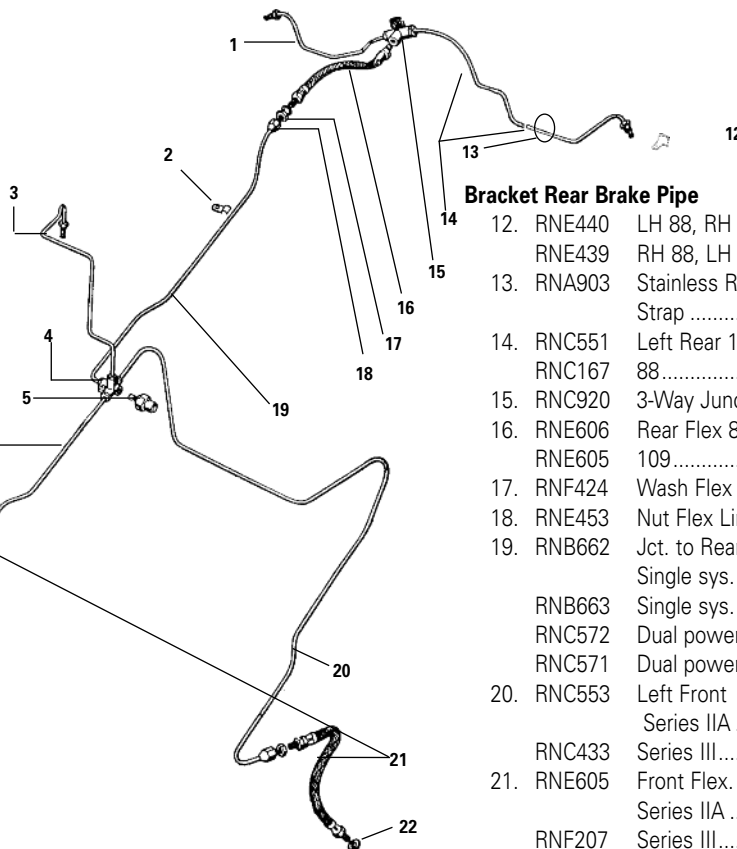 1
12
2
13
3
14
Bracket Rear Brake Pipe
12. RNE440 LH 88, RH
RNE439 RH 88, LH
13. RNA903 Stainless R
Strap .........
14. RNC551 Left Rear 1
RNC167 88..............
15. RNC920 3-Way Junc
16. RNE606 Rear Flex 8
RNE605 109............
17. RNF424 Wash Flex
18. RNE453 Nut Flex Li
19. RNB662 Jct. to Rear
Single sys.
RNB663 Single sys.
RNC572 Dual power
RNC571 Dual power
20. RNC553 Left Front
Series IIA .
RNC433 Series III....
21. RNE605 Front Flex.
Series IIA ..
RNF207 Series III....
15
16
17
4
18
5
19
20
21
22